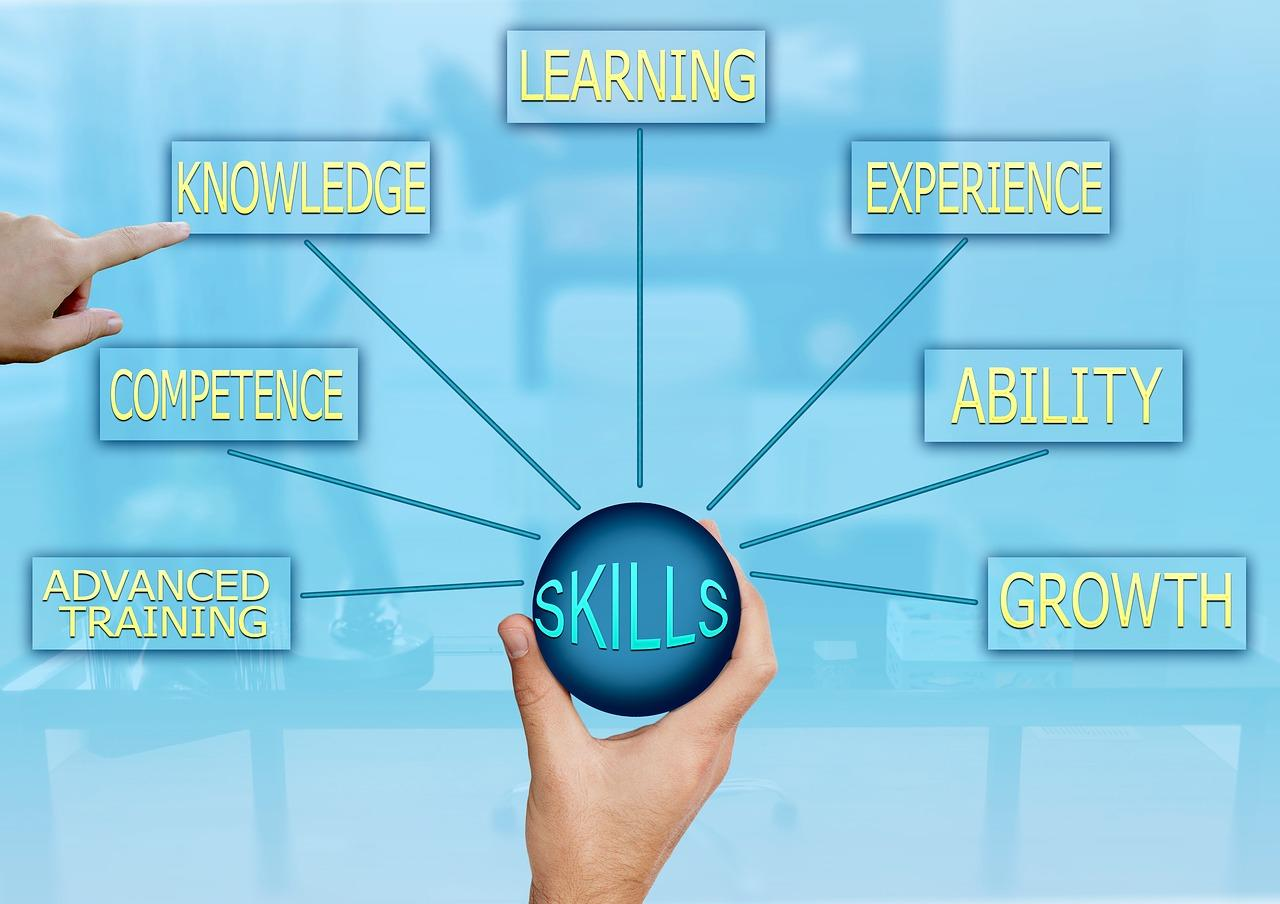 LEARNING
KNOWLEDGE
EXPERIENCE
COMPETENCE
ABILITY
ADVANCED
TRAINING
SKILLS
GROWTH